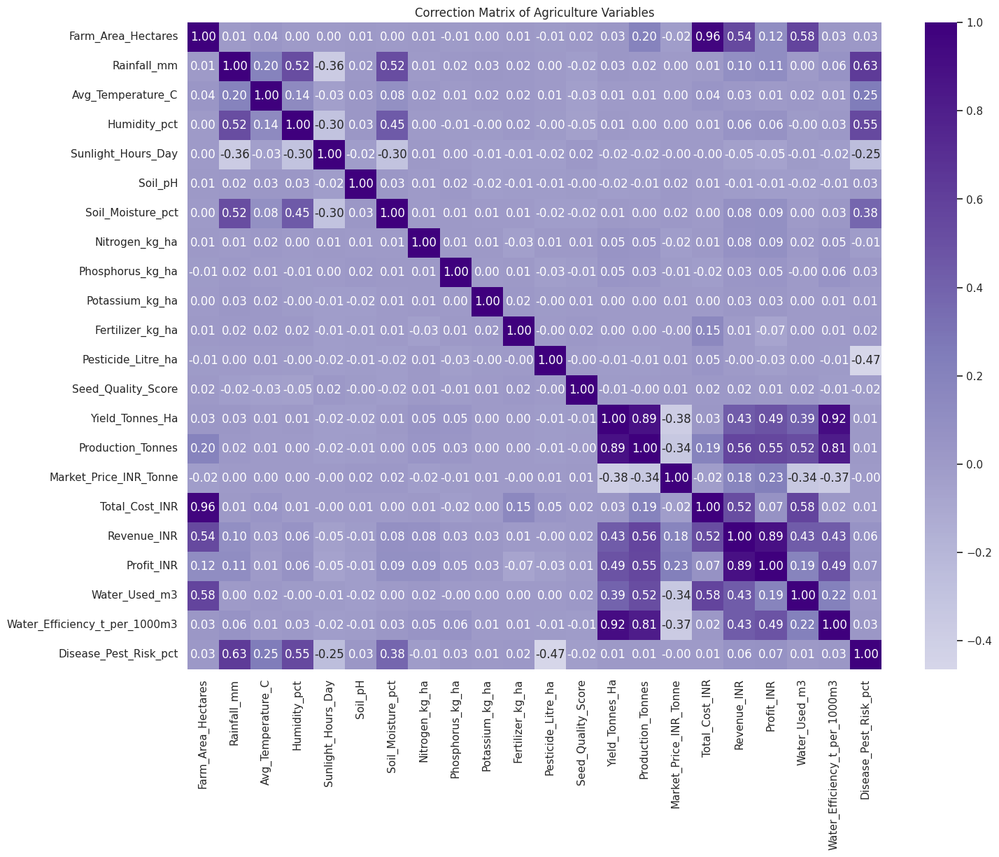 Correction Matrix of Agriculture Variables
Farm_Area_Hectares 1.00 0.01 0.04 0.00 0.00 0.01 0.00 0.01 -0.01 0.00 0.01 -0.01 0.02 0.03 0.20 -0.02 0.96 0.54 0.12 0.58 0.03 0.03
Rainfall_mm 0.01 1.00 0.20 0.52 -0.36 0.02 0.52 0.01 0.02 0.03 0.02 0.00 -0.02 0.03 0.02 0.00 0.01 0.10 0.11 0.00 0.06 0.63
Avg_Temperature_C 0.04 0.20 1.00 0.14 -0.03 0.03 0.08 0.02 0.01 0.02 0.02 0.01 -0.03 0.01 0.01 0.00 0.04 0.03 0.01 0.02 0.01 0.25
Humidity_pct 0.00 0.52 0.14 1.00 -0.30 0.03 0.45 0.00 -0.01 -0.00 0.02 -0.00 -0.05 0.01 0.00 0.00 0.01 0.06 0.06 -0.00 0.03 0.55
Sunlight_Hours_Day 0.00 -0.36 -0.03 -0.30 1.00 -0.02 -0.30 0.01 0.00 -0.01 -0.01 -0.02 0.02 -0.02 -0.02 -0.00 -0.00 -0.05 -0.05 -0.01 -0.02 -0.25
Soil_pH 0.01 0.02 0.03 0.03 -0.02 1.00 0.03 0.01 0.02 -0.02 -0.01 -0.01 -0.00 -0.02 -0.01 0.02 0.01 -0.01 -0.01 -0.02 -0.01 0.03
Soil_Moisture_pct 0.00 0.52 0.08 0.45 -0.30 0.03 1.00 0.01 0.01 0.01 0.01 -0.02 -0.02 0.01 0.00 0.02 0.00 0.08 0.09 0.00 0.03 0.38
Nitrogen_kg_ha 0.01 0.01 0.02 0.00 0.01 0.01 0.01 1.00 0.01 0.01 -0.03 0.01 0.01 0.05 0.05 -0.02 0.01 0.08 0.09 0.02 0.05 -0.01
Phosphorus_kg_ha -0.01 0.02 0.01 -0.01 0.00 0.02 0.01 0.01 1.00 0.00 0.01 -0.03 -0.01 0.05 0.03 -0.01 -0.02 0.03 0.05 -0.00 0.06 0.03
Potassium_kg_ha 0.00 0.03 0.02 -0.00 -0.01 -0.02 0.01 0.01 0.00 1.00 0.02 -0.00 0.01 0.00 0.00 0.01 0.00 0.03 0.03 0.00 0.01 0.01
Fertilizer_kg_ha 0.01 0.02 0.02 0.02 -0.01 -0.01 0.01 -0.03 0.01 0.02 1.00 -0.00 0.02 0.00 0.00 -0.00 0.15 0.01 -0.07 0.00 0.01 0.02
Pesticide_Litre_ha -0.01 0.00 0.01 -0.00 -0.02 -0.01 -0.02 0.01 -0.03 -0.00 -0.00 1.00 -0.00 -0.01 -0.01 0.01 0.05 -0.00 -0.03 0.00 -0.01 -0.47
Seed_Quality_Score 0.02 -0.02 -0.03 -0.05 0.02 -0.00 -0.02 0.01 -0.01 0.01 0.02 -0.00 1.00 -0.01 -0.00 0.01 0.02 0.02 0.01 0.02 -0.01 -0.02
Yield_Tonnes_Ha 0.03 0.03 0.01 0.01 -0.02 -0.02 0.01 0.05 0.05 0.00 0.00 -0.01 -0.01 1.00 0.89 -0.38 0.03 0.43 0.49 0.39 0.92 0.01
Production_Tonnes 0.20 0.02 0.01 0.00 -0.02 -0.01 0.00 0.05 0.03 0.00 0.00 -0.01 -0.00 0.89 1.00 -0.34 0.19 0.56 0.55 0.52 0.81 0.01
Market_Price_INR_Tonne -0.02 0.00 0.00 0.00 -0.00 0.02 0.02 -0.02 -0.01 0.01 -0.00 0.01 0.01 -0.38 -0.34 1.00 -0.02 0.18 0.23 -0.34 -0.37 -0.00
Total_Cost_INR 0.96 0.01 0.04 0.01 -0.00 0.01 0.00 0.01 -0.02 0.00 0.15 0.05 0.02 0.03 0.19 -0.02 1.00 0.52 0.07 0.58 0.02 0.01
Revenue_INR 0.54 0.10 0.03 0.06 -0.05 -0.01 0.08 0.08 0.03 0.03 0.01 -0.00 0.02 0.43 0.56 0.18 0.52 1.00 0.89 0.43 0.43 0.06
Profit_INR 0.12 0.11 0.01 0.06 -0.05 -0.01 0.09 0.09 0.05 0.03 -0.07 -0.03 0.01 0.49 0.55 0.23 0.07 0.89 1.00 0.19 0.49 0.07
Water_Used_m3 0.58 0.00 0.02 -0.00 -0.01 -0.02 0.00 0.02 -0.00 0.00 0.00 0.00 0.02 0.39 0.52 -0.34 0.58 0.43 0.19 1.00 0.22 0.01
Water_Efficiency_t_per_1000m3 0.03 0.06 0.01 0.03 -0.02 -0.01 0.03 0.05 0.06 0.01 0.01 -0.01 -0.01 0.92 0.81 -0.37 0.02 0.43 0.49 0.22 1.00 0.03
Disease_Pest_Risk_pct 0.03 0.63 0.25 0.55 -0.25 0.03 0.38 -0.01 0.03 0.01 0.02 -0.47 -0.02 0.01 0.01 -0.00 0.01 0.06 0.07 0.01 0.03 1.00
Farm_Area_Hectares
Rainfall_mm
Avg_Temperature_C
Humidity_pct
Sunlight_Hours_Day
Soil_pH
Soil_Moisture_pct
Nitrogen_kg_ha
Phosphorus_kg_ha
Potassium_kg_ha
Fertilizer_kg_ha
Pesticide_Litre_ha
Seed_Quality_Score
Yield_Tonnes_Ha
Production_Tonnes
Market_Price_INR_Tonne
Total_Cost_INR
Revenue_INR
Profit_INR
Water_Used_m3
Water_Efficiency_t_per_1000m3
Disease_Pest_Risk_pct
1.0
0.8
0.6
0.4
0.2
0.0
−0.2
−0.4